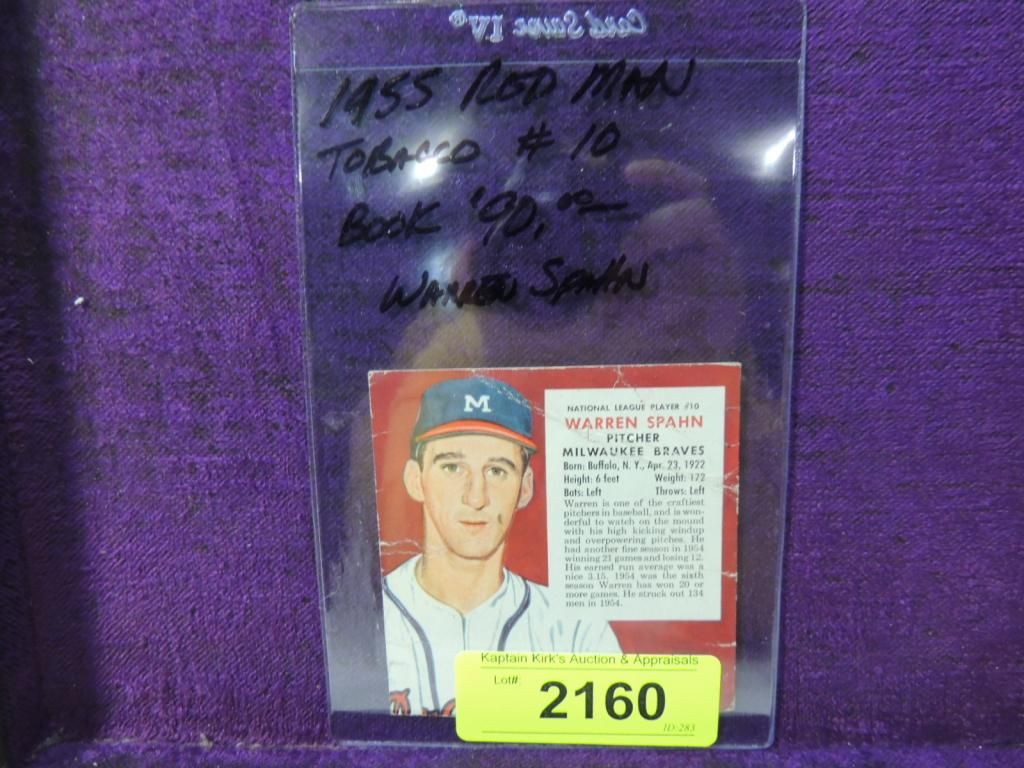 Card Saver IV®
1955 RED MAN
TOBACCO # 10
BOOK $90.00
WARREN SPAHN
M
NATIONAL LEAGUE PLAYER #10
WARREN SPAHN
PITCHER
MILWAUKEE BRAVES
Born: Buffalo, N. Y., Apr. 23, 1922
Height: 6 feet Weight: 172
Bats: Left Throws: Left
Warren is one of the craftiest
pitchers in baseball, and is won-
derful to watch on the mound
with his high kicking windup
and overpowering pitches. He
had another fine season in 1954
winning 21 games and losing 12.
His earned run average was a
nice 3.15. 1954 was the sixth
season Warren has won 20 or
more games. He struck out 134
men in 1954.
Kaptain Kirk's Auction & Appraisals
Lot#: 2160
ID:283